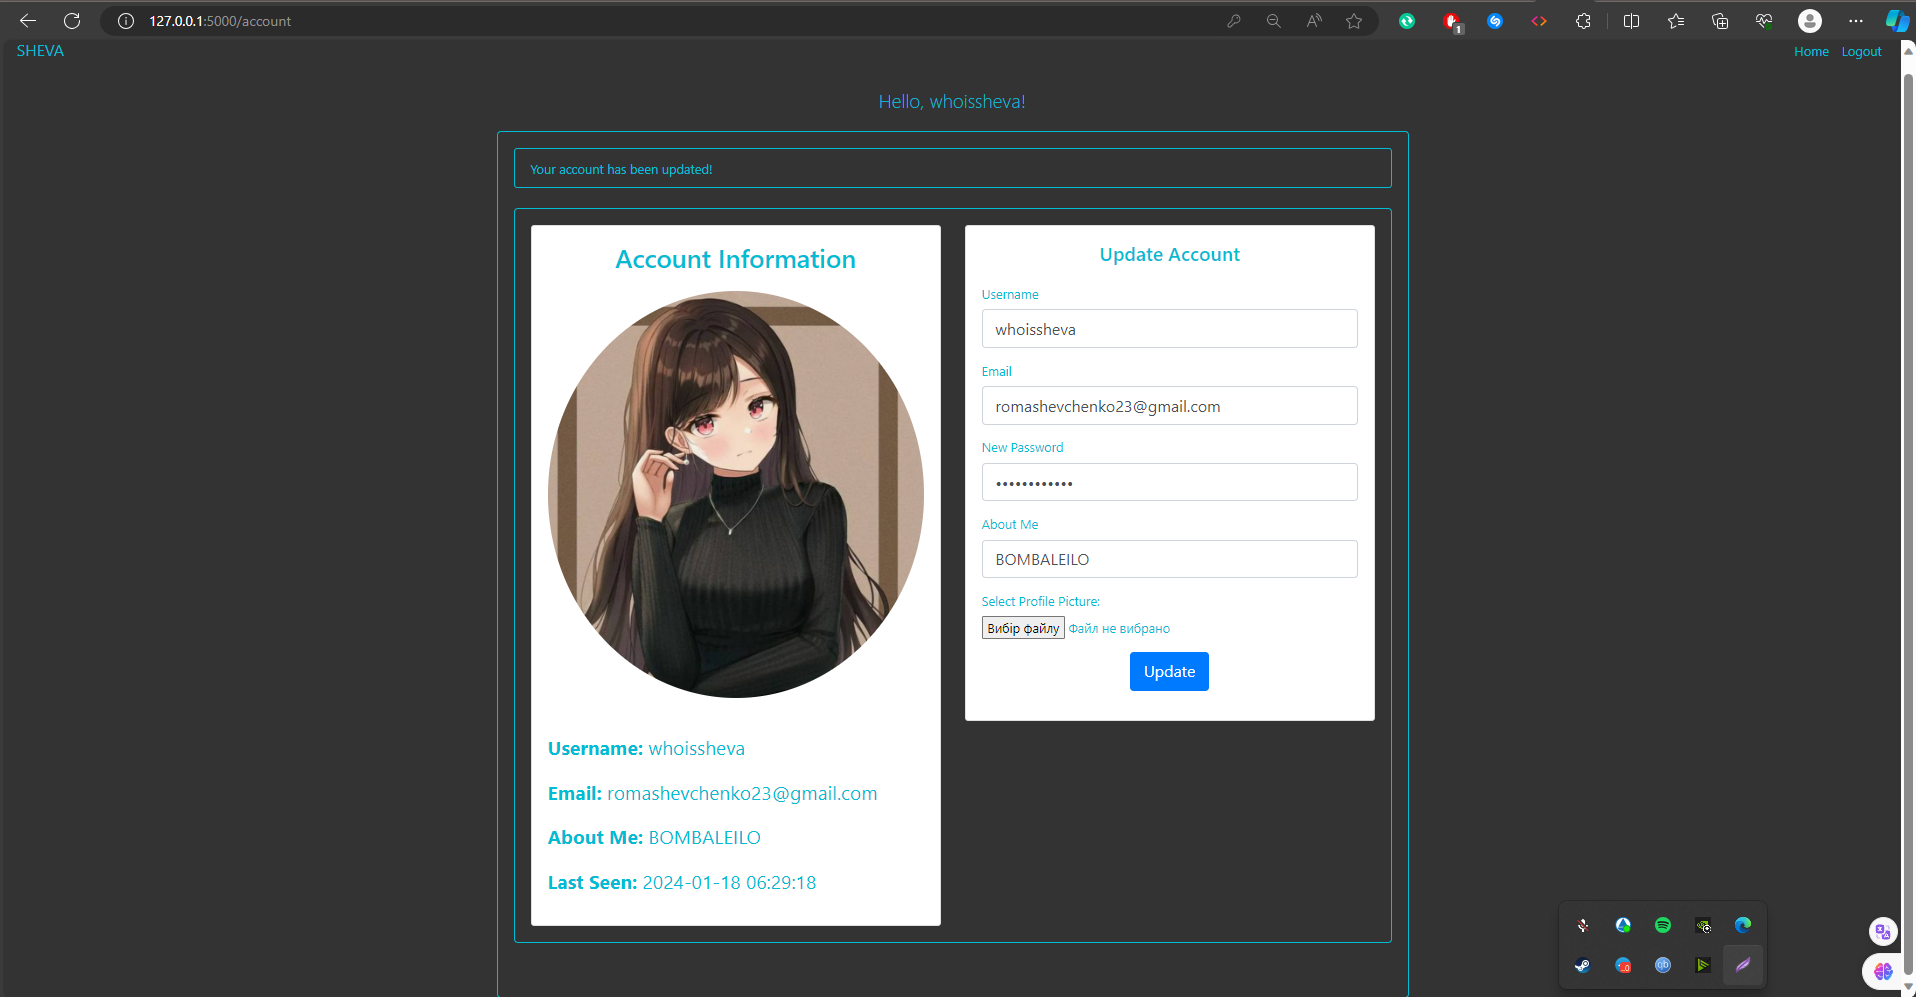 127.0.0.1:5000/account
1
SHEVA
Home Logout
Hello, whoissheva!
Your account has been updated!
Account Information
Username: whoissheva
Email: romashevchenko23@gmail.com
About Me: BOMBALEILO
Last Seen: 2024-01-18 06:29:18
Update Account
Username
whoissheva
Email
romashevchenko23@gmail.com
New Password
••••••••••••
About Me
BOMBALEILO
Select Profile Picture:
Вибір файлу Файл не вибрано
Update
qb